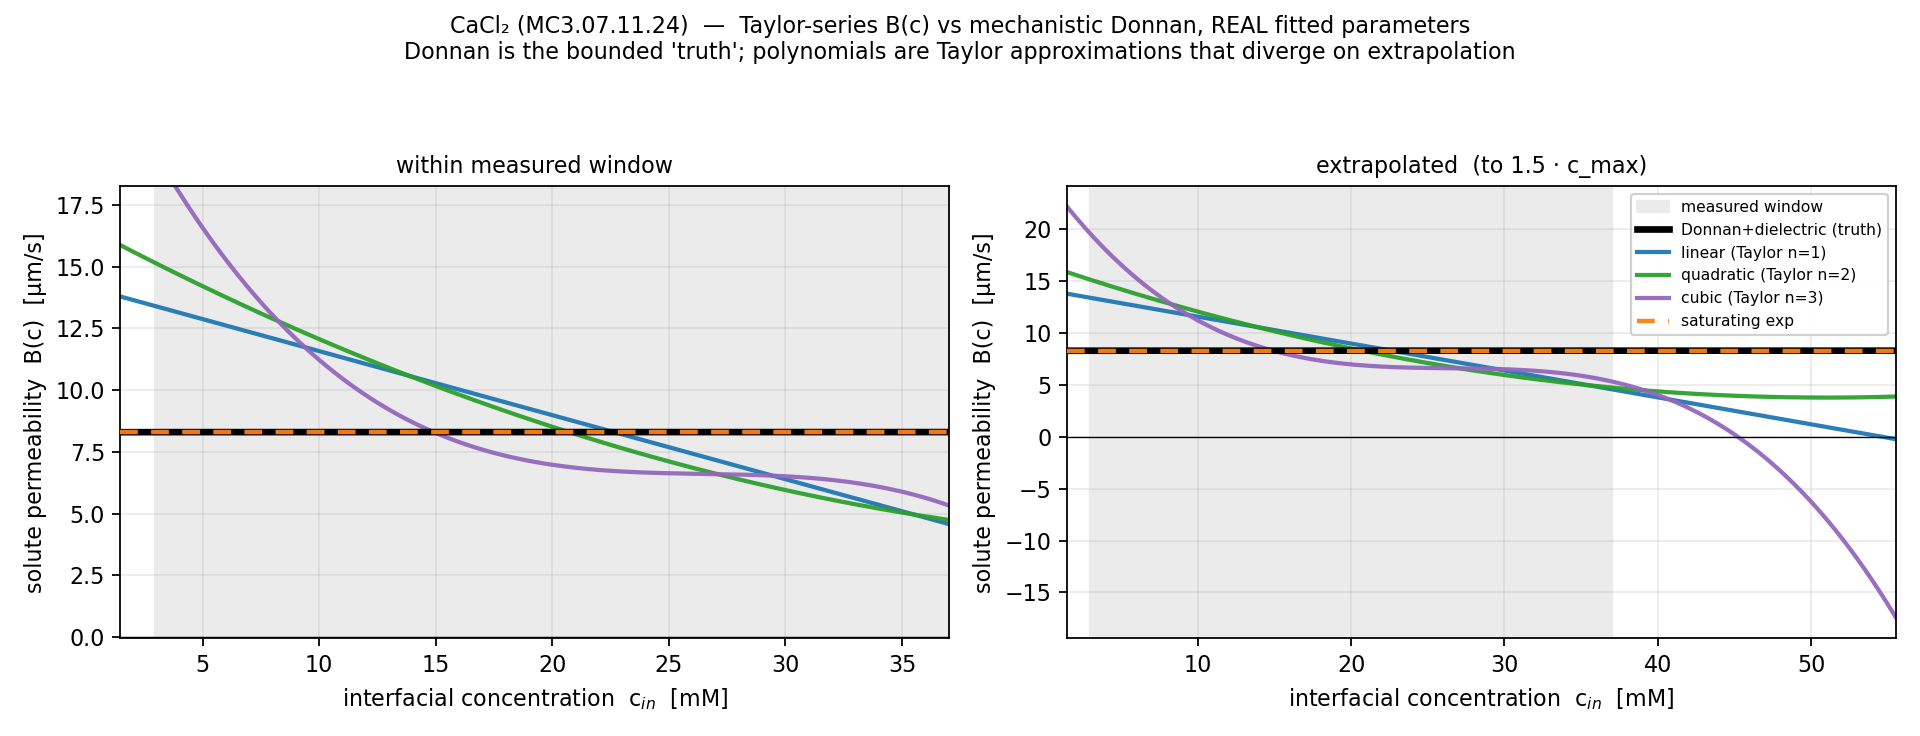 CaCl₂ (MC3.07.11.24) — Taylor-series B(c) vs mechanistic Donnan, REAL fitted parameters
Donnan is the bounded 'truth'; polynomials are Taylor approximations that diverge on extrapolation
within measured window
solute permeability B(c) [μm/s]
17.5
15.0
12.5
10.0
7.5
5.0
2.5
0.0
5 10 15 20 25 30 35
interfacial concentration c_in [mM]
extrapolated (to 1.5 · c_max)
solute permeability B(c) [μm/s]
20
15
10
5
0
−5
−10
−15
10 20 30 40 50
interfacial concentration c_in [mM]
measured window
Donnan+dielectric (truth)
linear (Taylor n=1)
quadratic (Taylor n=2)
cubic (Taylor n=3)
saturating exp